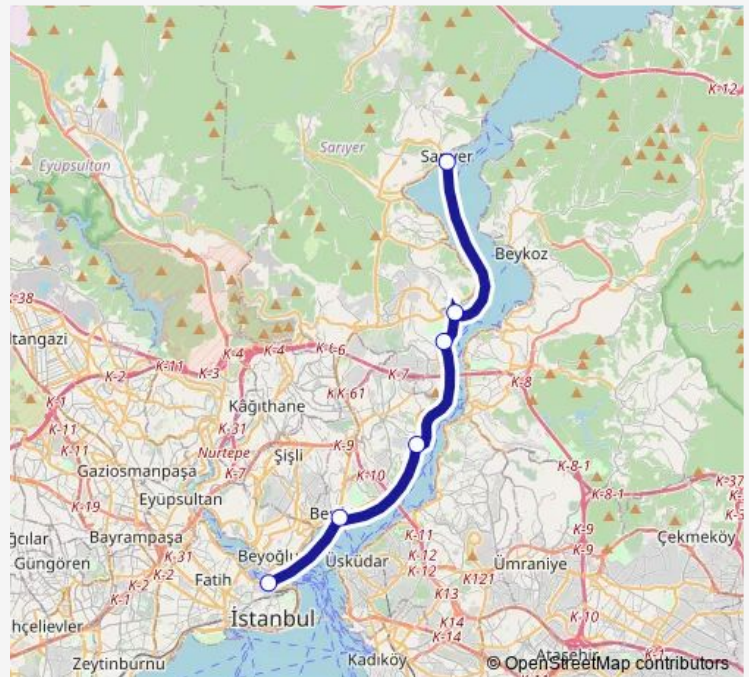 K-12
Sarıyer
Sarıyer
Eyüpsultan
Beykoz
K-38
ltangazi
K-11
K-2
K-3
K-4
K-4
K-6
K-7
K-8
K-1
K-11
KK-61
Kâğıthane
K-31
K-9
Şişli
Nurtepe
K-7
K-10
Gaziosmanpaşa
K-8-1
K-8-1
K-37
K-19
Eyüpsultan
K-9
K-9
Çekmeköy
ğcılar
Güngören
Bayrampaşa
K-31
K-2
K-2
K-1
Beyoğlu
Üsküdar
K-11
K-12
K-12
K121
Ümraniye
Fatih
K13
K-10
hçelievler
İstanbul
K14
K-14
Zeytinburnu
Kadıköy
Ataşehir
K-1
© OpenStreetMap contributors